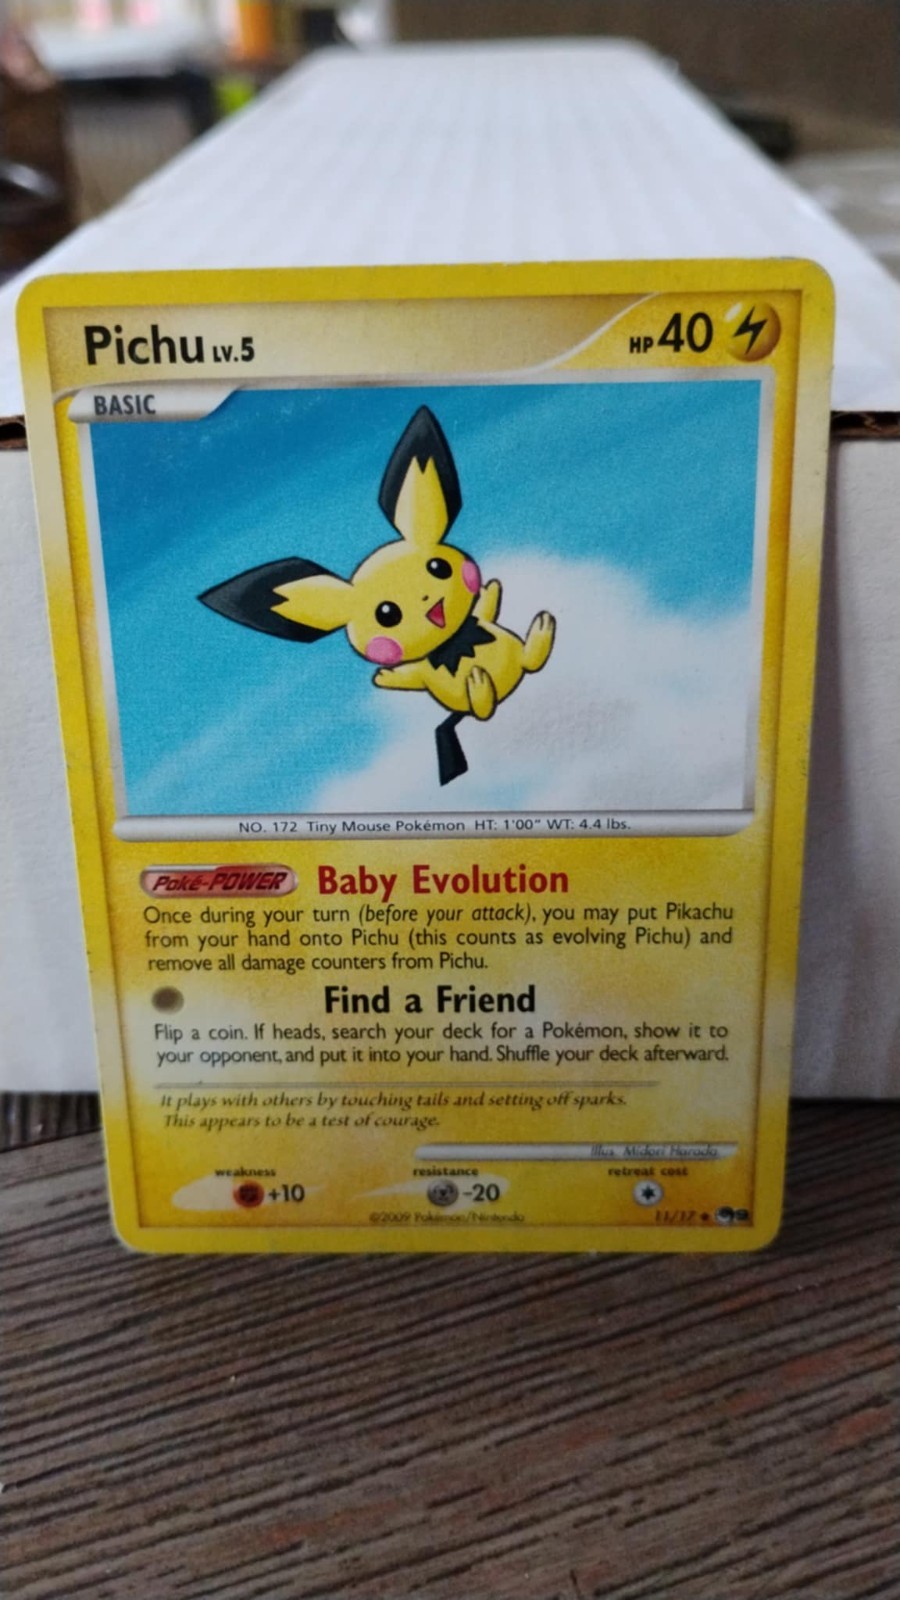 Pichu LV.5 HP 40
BASIC
NO. 172 Tiny Mouse Pokémon HT: 1'00" WT: 4.4 lbs.
Poké-POWER Baby Evolution
Once during your turn (before your attack), you may put Pikachu
from your hand onto Pichu (this counts as evolving Pichu) and
remove all damage counters from Pichu.
Find a Friend
Flip a coin. If heads, search your deck for a Pokémon, show it to
your opponent, and put it into your hand. Shuffle your deck afterward.
It plays with others by touching tails and setting off sparks.
This appears to be a test of courage.
Illus. Midori Harada
weakness resistance retreat cost
+10 -20
©2009 Pokémon/Nintendo 11/17 9